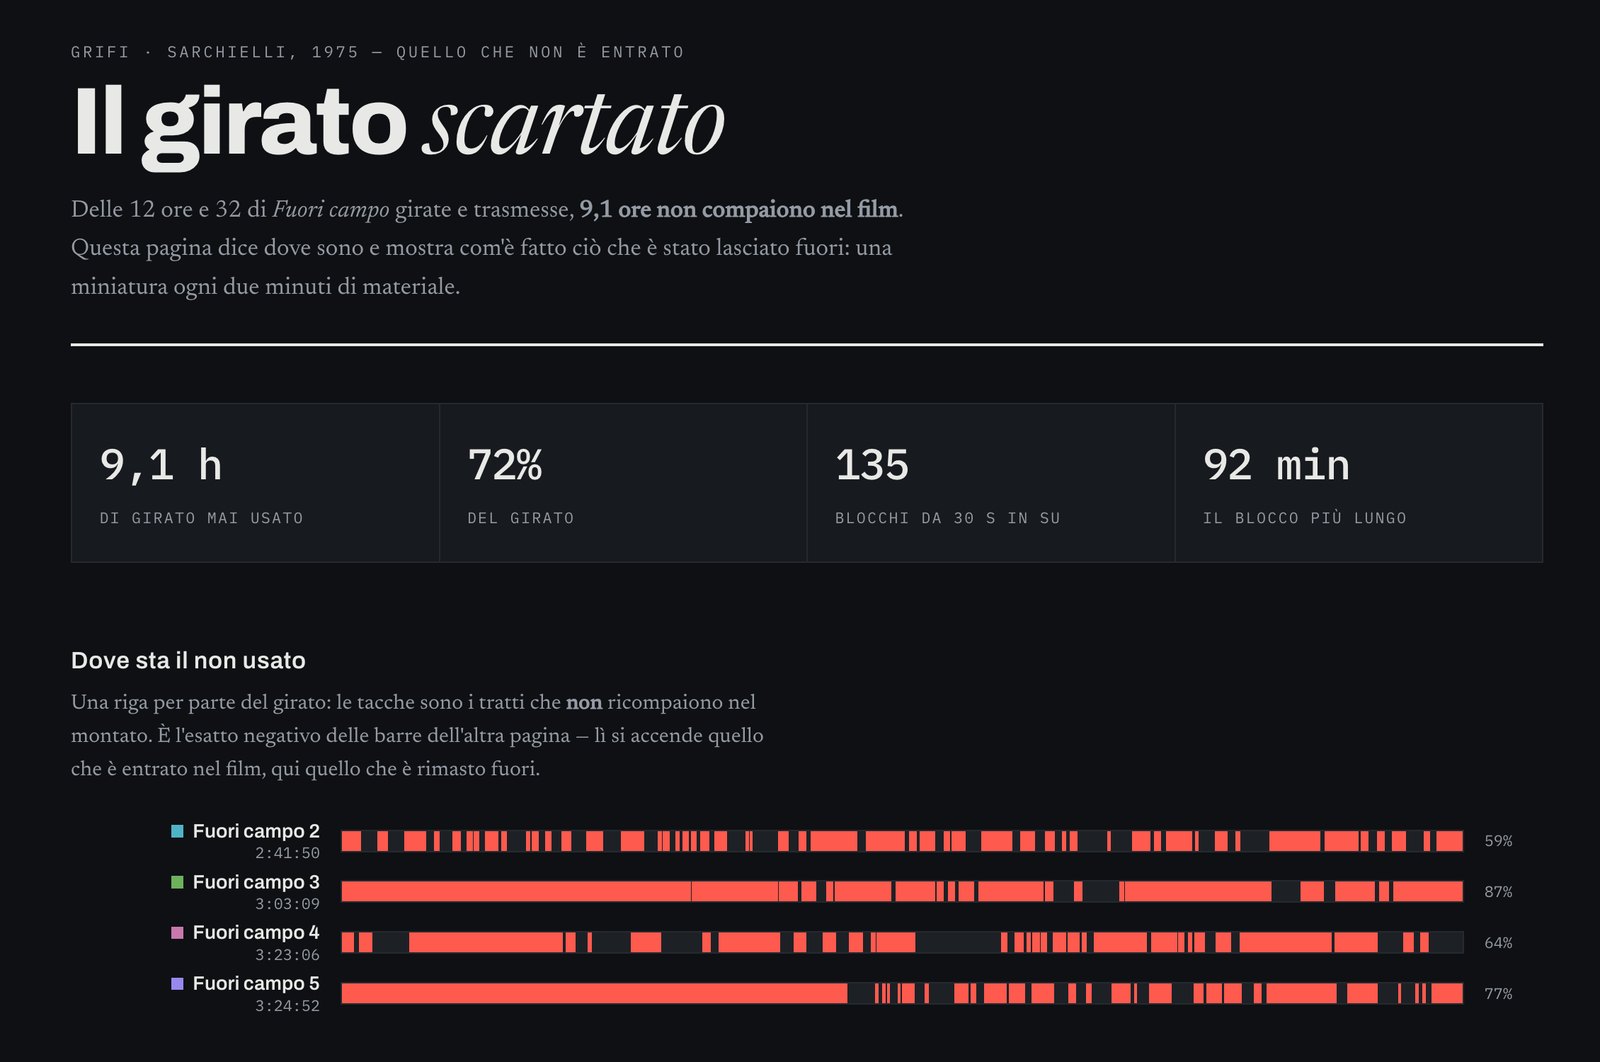 GRIFI · SARCHIELLI, 1975 — QUELLO CHE NON È ENTRATO
Il girato scartato
Delle 12 ore e 32 di Fuori campo girate e trasmesse, 9,1 ore non compaiono nel film.
Questa pagina dice dove sono e mostra com'è fatto ciò che è stato lasciato fuori: una
miniatura ogni due minuti di materiale.
9,1 h
DI GIRATO MAI USATO
72%
DEL GIRATO
135
BLOCCHI DA 30 S IN SU
92 min
IL BLOCCO PIÙ LUNGO
Dove sta il non usato
Una riga per parte del girato: le tacche sono i tratti che non ricompaiono nel
montato. È l'esatto negativo delle barre dell'altra pagina — lì si accende quello
che è entrato nel film, qui quello che è rimasto fuori.
Fuori campo 2
2:41:50
59%
Fuori campo 3
3:03:09
87%
Fuori campo 4
3:23:06
64%
Fuori campo 5
3:24:52
77%